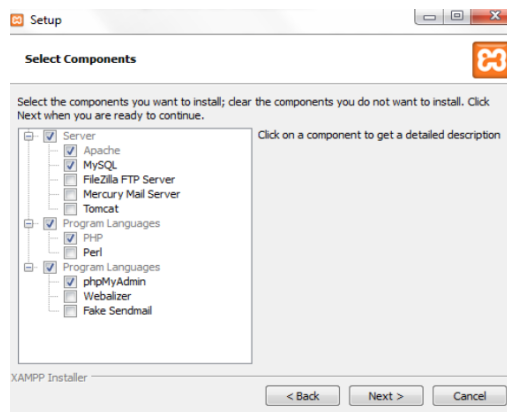 Setup
Select Components
Select the components you want to install; clear the components you do not want to install. Click
Next when you are ready to continue.
Server
Apache
MySQL
FileZilla FTP Server
Mercury Mail Server
Tomcat
Program Languages
PHP
Perl
Program Languages
phpMyAdmin
Webalizer
Fake Sendmail
Click on a component to get a detailed description
XAMPP Installer
< Back
Next >
Cancel